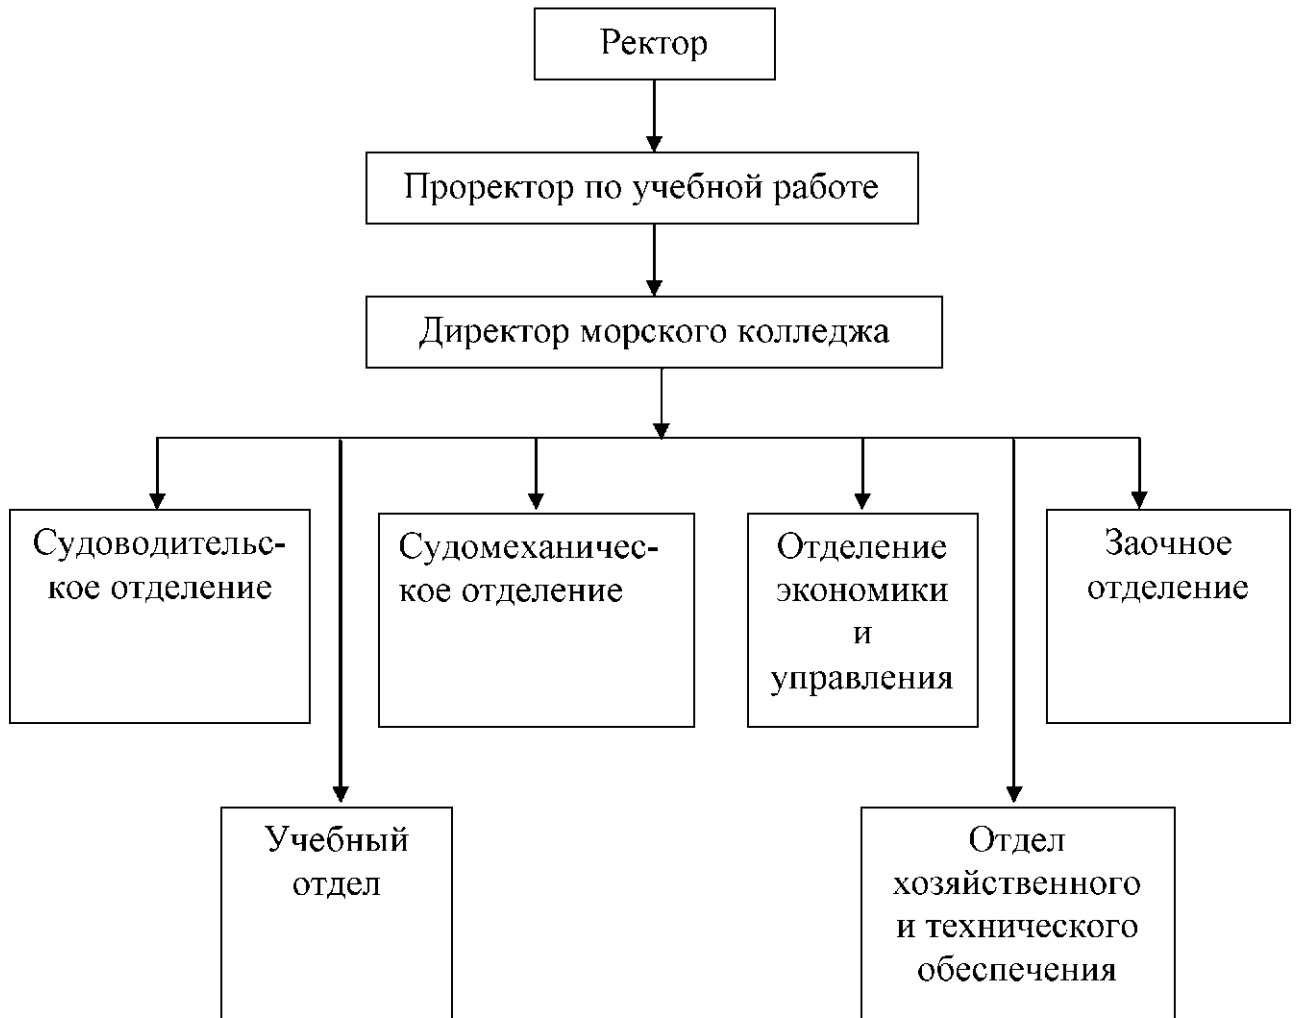 Ректор
Проректор по учебной работе
Директор морского колледжа
Судоводительс-
кое отделение
Судомеханичес-
кое отделение
Отделение
экономики
и
управления
Заочное
отделение
Учебный
отдел
Отдел
хозяйственного
и технического
обеспечения